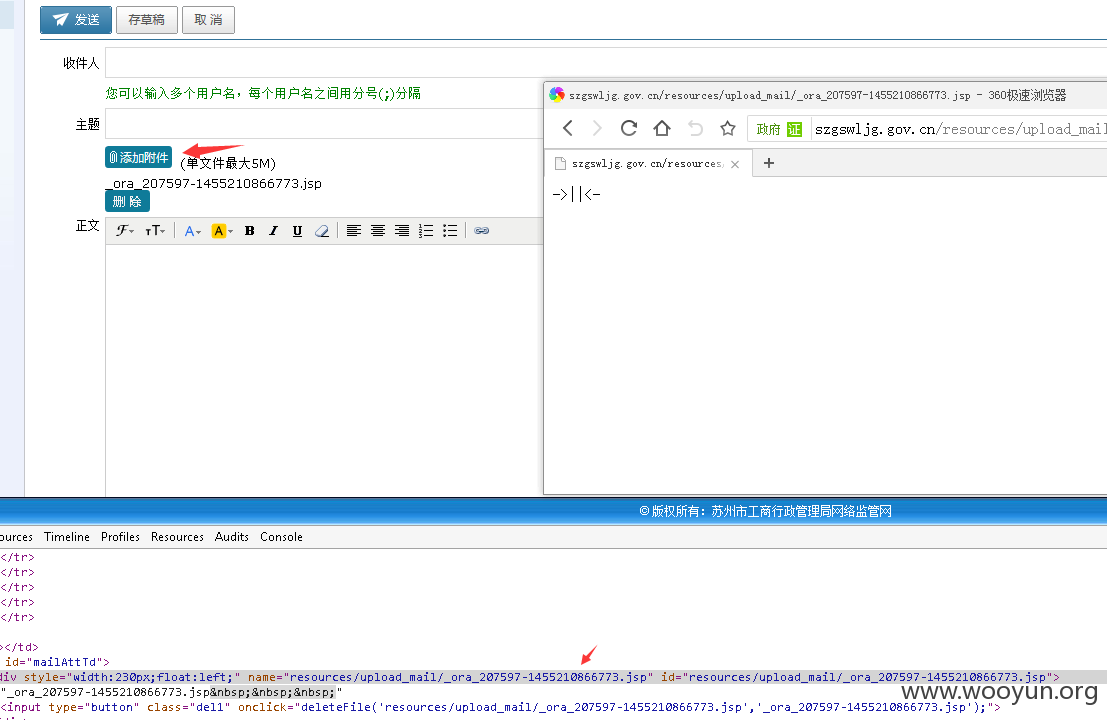 发送 存草稿 取 消
收件人
您可以输入多个用户名，每个用户名之间用分号(;)分隔
主题
添加附件 (单文件最大5M)
_ora_207597-1455210866773.jsp
删 除
正文
szgswljg.gov.cn/resources/upload_mail/_ora_207597-1455210866773.jsp - 360极速浏览器
政府 证 szgswljg.gov.cn/resources/upload_mail
szgswljg.gov.cn/resources,
->||<-
©版权所有：苏州市工商行政管理局网络监管网
ources Timeline Profiles Resources Audits Console
</tr>
</tr>
</tr>
</tr>
</tr>
></td>
id="mailAttTd">
div style="width:230px;float:left;" name="resources/upload_mail/_ora_207597-1455210866773.jsp" id="resources/upload_mail/_ora_207597-1455210866773.jsp">
"_ora_207597-1455210866773.jsp&nbsp;&nbsp;&nbsp;"
<input type="button" class="del1" onclick="deleteFile('resources/upload_mail/_ora_207597-1455210866773.jsp','_ora_207597-1455210866773.jsp');">
www.wooyun.org